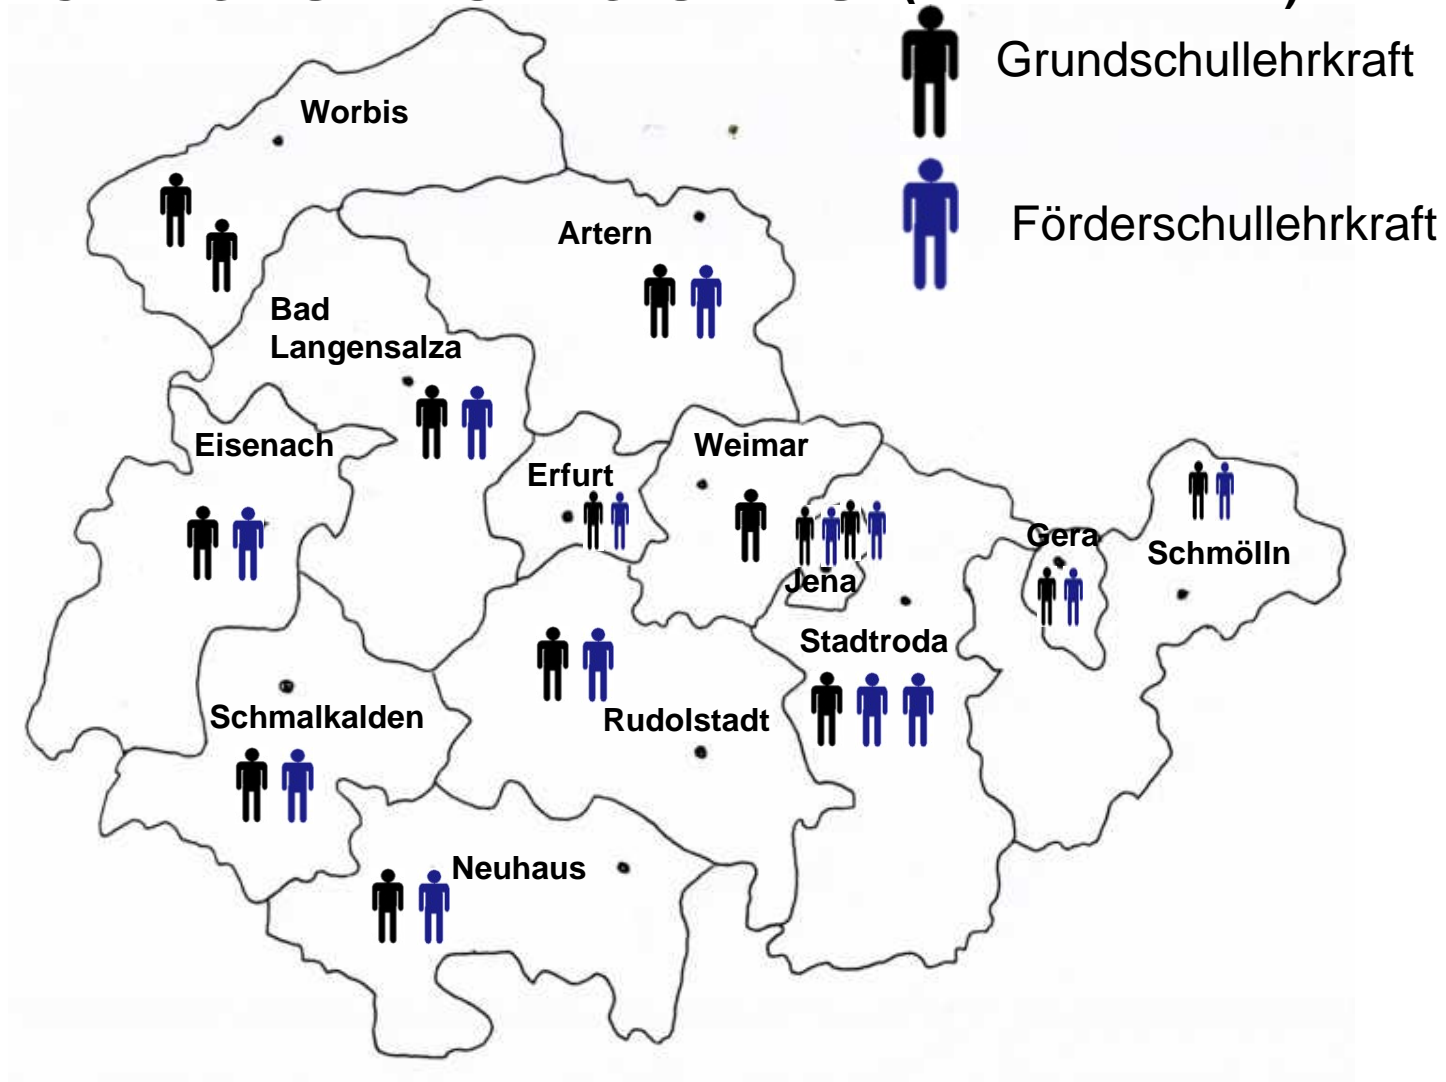 Grundschullehrkraft
Förderschullehrkraft
Worbis
Artern
Bad
Langensalza
Eisenach
Erfurt
Weimar
Jena
Gera
Schmölln
Stadtroda
Schmalkalden
Rudolstadt
Neuhaus